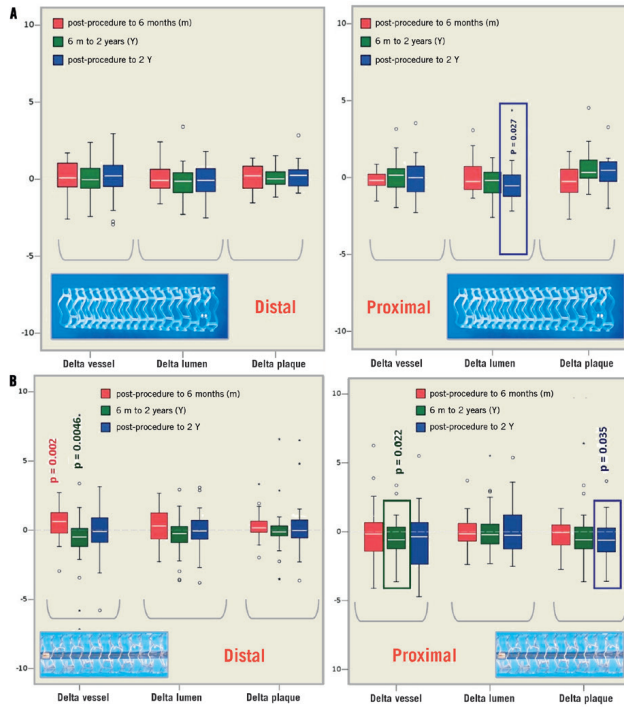 A
10
post-procedure to 6 months (m)
6 m to 2 years (Y)
post-procedure to 2 Y
5
0
-5
-10
Distal
Delta vessel
Delta lumen
Delta plaque
10
post-procedure to 6 months (m)
6 m to 2 years (Y)
post-procedure to 2 Y
5
P = 0.027
0
-5
-10
Proximal
Delta vessel
Delta lumen
Delta plaque
B
10
post-procedure to 6 months (m)
6 m to 2 years (Y)
post-procedure to 2 Y
5
p = 0.002
p = 0.0046.
0
-5
-10
Distal
Delta vessel
Delta lumen
Delta plaque
10
post-procedure to 6 months (m)
6 m to 2 years (Y)
post-procedure to 2 Y
5
p = 0.022
p = 0.035
0
-5
10
Proximal
Delta vessel
Delta lumen
Delta plaque